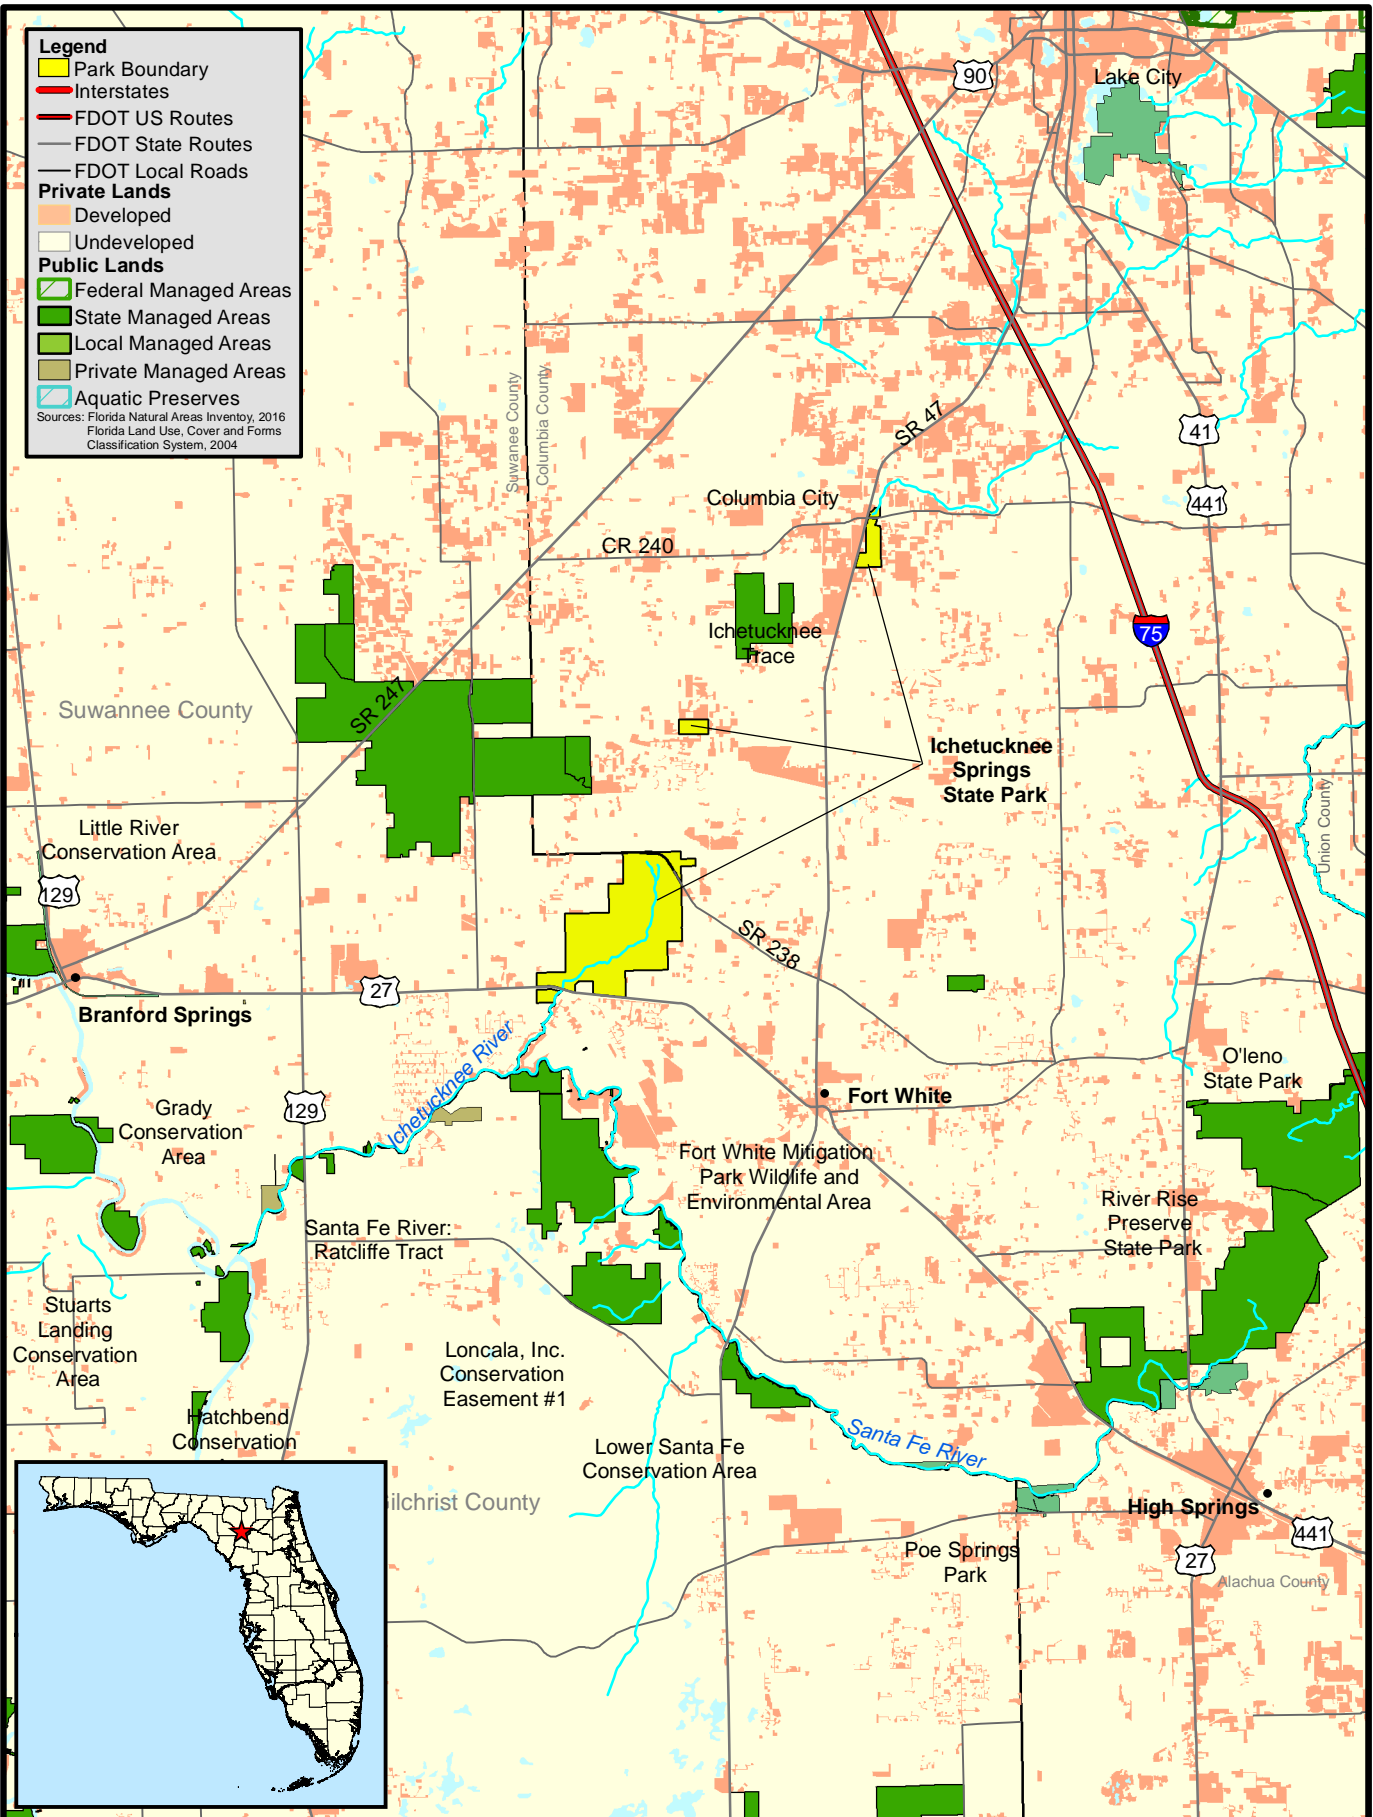 Legend
Park Boundary
Interstates
FDOT US Routes
FDOT State Routes
FDOT Local Roads
Private Lands
Developed
Undeveloped
Public Lands
Federal Managed Areas
State Managed Areas
Local Managed Areas
Private Managed Areas
Aquatic Preserves
Sources: Florida Natural Areas Inventoy, 2016
Florida Land Use, Cover and Forms
Classification System, 2004
90
Lake City
Suwanee County
Columbia County
SR 47
41
441
Columbia City
CR 240
75
Ichetucknee
Trace
SR 247
Suwannee County
Ichetucknee
Springs
State Park
Union County
Little River
Conservation Area
129
SR 238
27
Branford Springs
Ichetucknee River
O'leno
State Park
Fort White
129
Grady
Conservation
Area
Fort White Mitigation
Park Wildlife and
Environmental Area
River Rise
Preserve
State Park
Santa Fe River:
Ratcliffe Tract
Stuarts
Landing
Conservation
Area
Loncala, Inc.
Conservation
Easement #1
Hatchbend
Conservation
Santa Fe River
Lower Santa Fe
Conservation Area
ilchrist County
High Springs
441
Poe Springs
Park
27
Alachua County